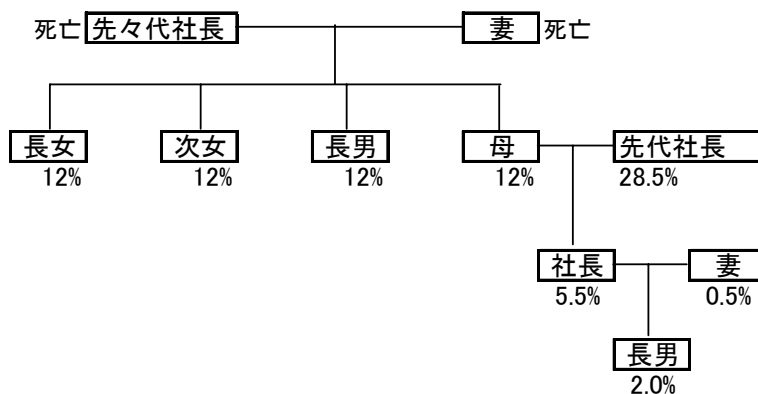 死亡 先々代社長 妻 死亡
長女 次女 長男 母 先代社長
12% 12% 12% 12% 28.5%
社長 妻
5.5% 0.5%
長男
2.0%